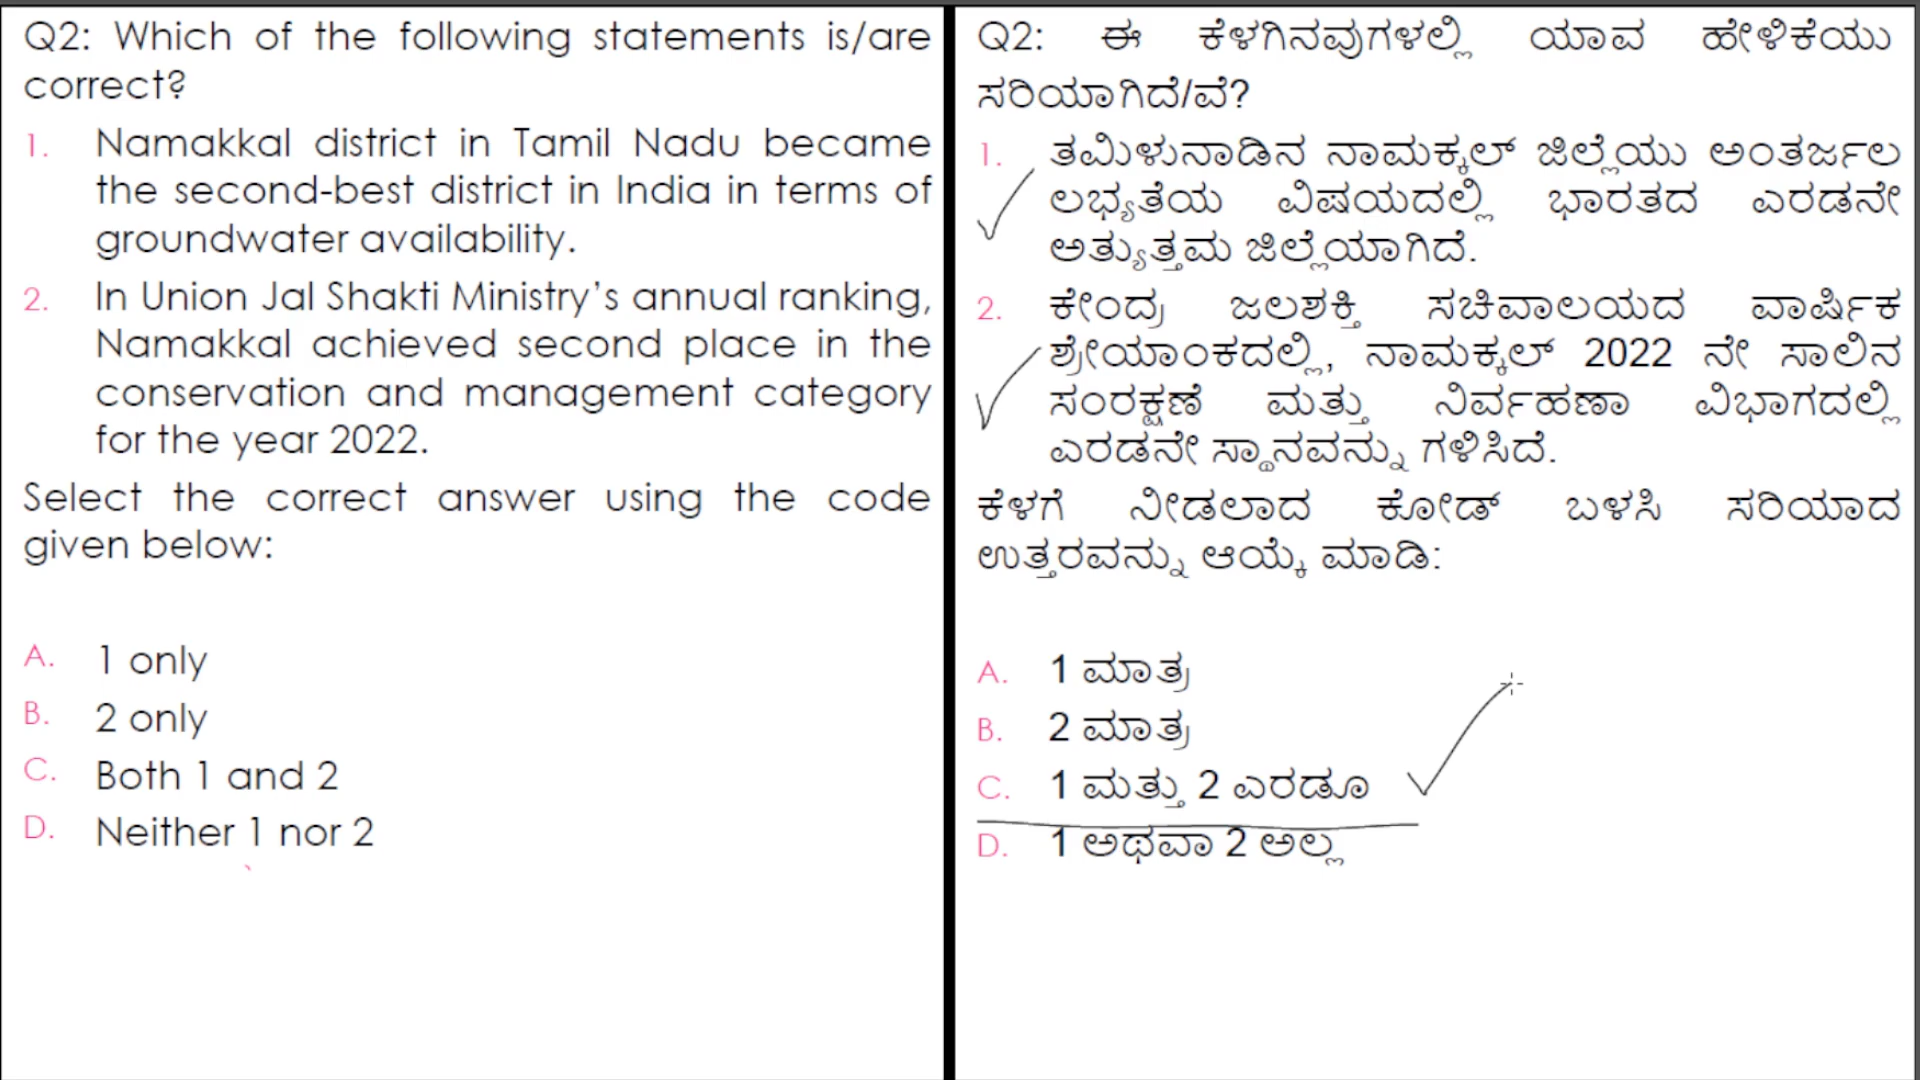 Q2: Which of the following statements is/are
correct?
1. Namakkal district in Tamil Nadu became
the second-best district in India in terms of
groundwater availability.
2. In Union Jal Shakti Ministry’s annual ranking,
Namakkal achieved second place in the
conservation and management category
for the year 2022.
Select the correct answer using the code
given below:
A. 1 only
B. 2 only
C. Both 1 and 2
D. Neither 1 nor 2
Q2: ಈ ಕೆಳಗಿನವುಗಳಲ್ಲಿ ಯಾವ ಹೇಳಿಕೆಯು
ಸರಿಯಾಗಿದೆ/ವೆ?
1. ತಮಿಳುನಾಡಿನ ನಾಮಕ್ಕಲ್ ಜಿಲ್ಲೆಯು ಅಂತರ್ಜಲ
ಲಭ್ಯತೆಯ ವಿಷಯದಲ್ಲಿ ಭಾರತದ ಎರಡನೇ
ಅತ್ಯುತ್ತಮ ಜಿಲ್ಲೆಯಾಗಿದೆ.
2. ಕೇಂದ್ರ ಜಲಶಕ್ತಿ ಸಚಿವಾಲಯದ ವಾರ್ಷಿಕ
ಶ್ರೇಯಾಂಕದಲ್ಲಿ, ನಾಮಕ್ಕಲ್ 2022 ನೇ ಸಾಲಿನ
ಸಂರಕ್ಷಣೆ ಮತ್ತು ನಿರ್ವಹಣಾ ವಿಭಾಗದಲ್ಲಿ
ಎರಡನೇ ಸ್ಥಾನವನ್ನು ಗಳಿಸಿದೆ.
ಕೆಳಗೆ ನೀಡಲಾದ ಕೋಡ್ ಬಳಸಿ ಸರಿಯಾದ
ಉತ್ತರವನ್ನು ಆಯ್ಕೆ ಮಾಡಿ:
A. 1 ಮಾತ್ರ
B. 2 ಮಾತ್ರ
C. 1 ಮತ್ತು 2 ಎರಡೂ
D. 1 ಅಥವಾ 2 ಅಲ್ಲ